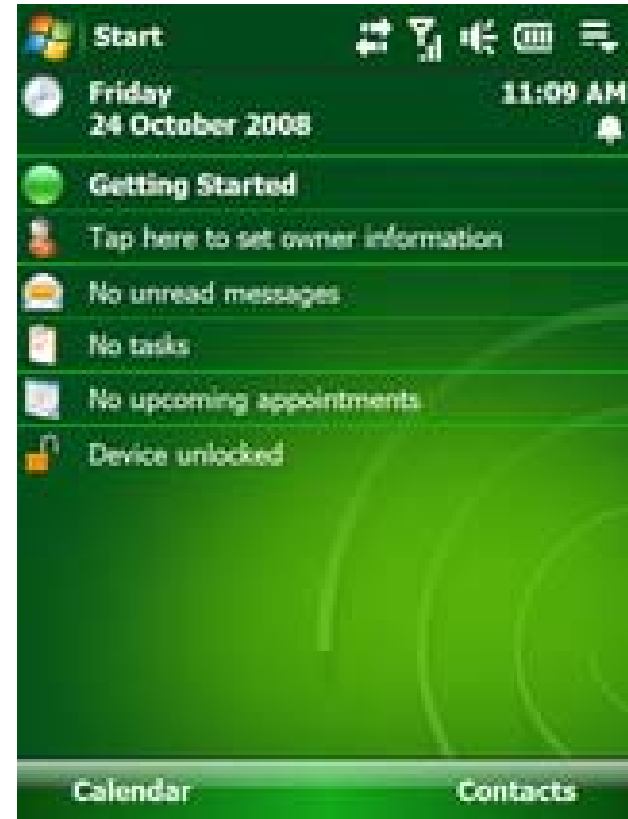 Start
Friday 11:09 AM
24 October 2008
Getting Started
Tap here to set owner information
No unread messages
No tasks
No upcoming appointments
Device unlocked
Calendar Contacts